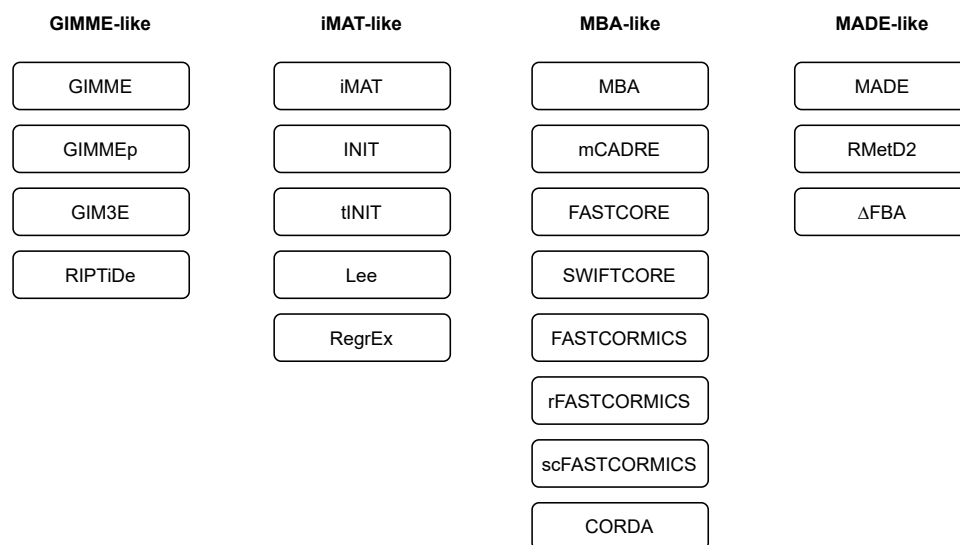 GIMME-like
iMAT-like
MBA-like
MADE-like
GIMME
iMAT
MBA
MADE
GIMMEp
INIT
mCADRE
RMetD2
GIM3E
tINIT
FASTCORE
ΔFBA
RIPTiDe
Lee
SWIFTCORE
RegrEx
FASTCORMICS
rFASTCORMICS
scFASTCORMICS
CORDA